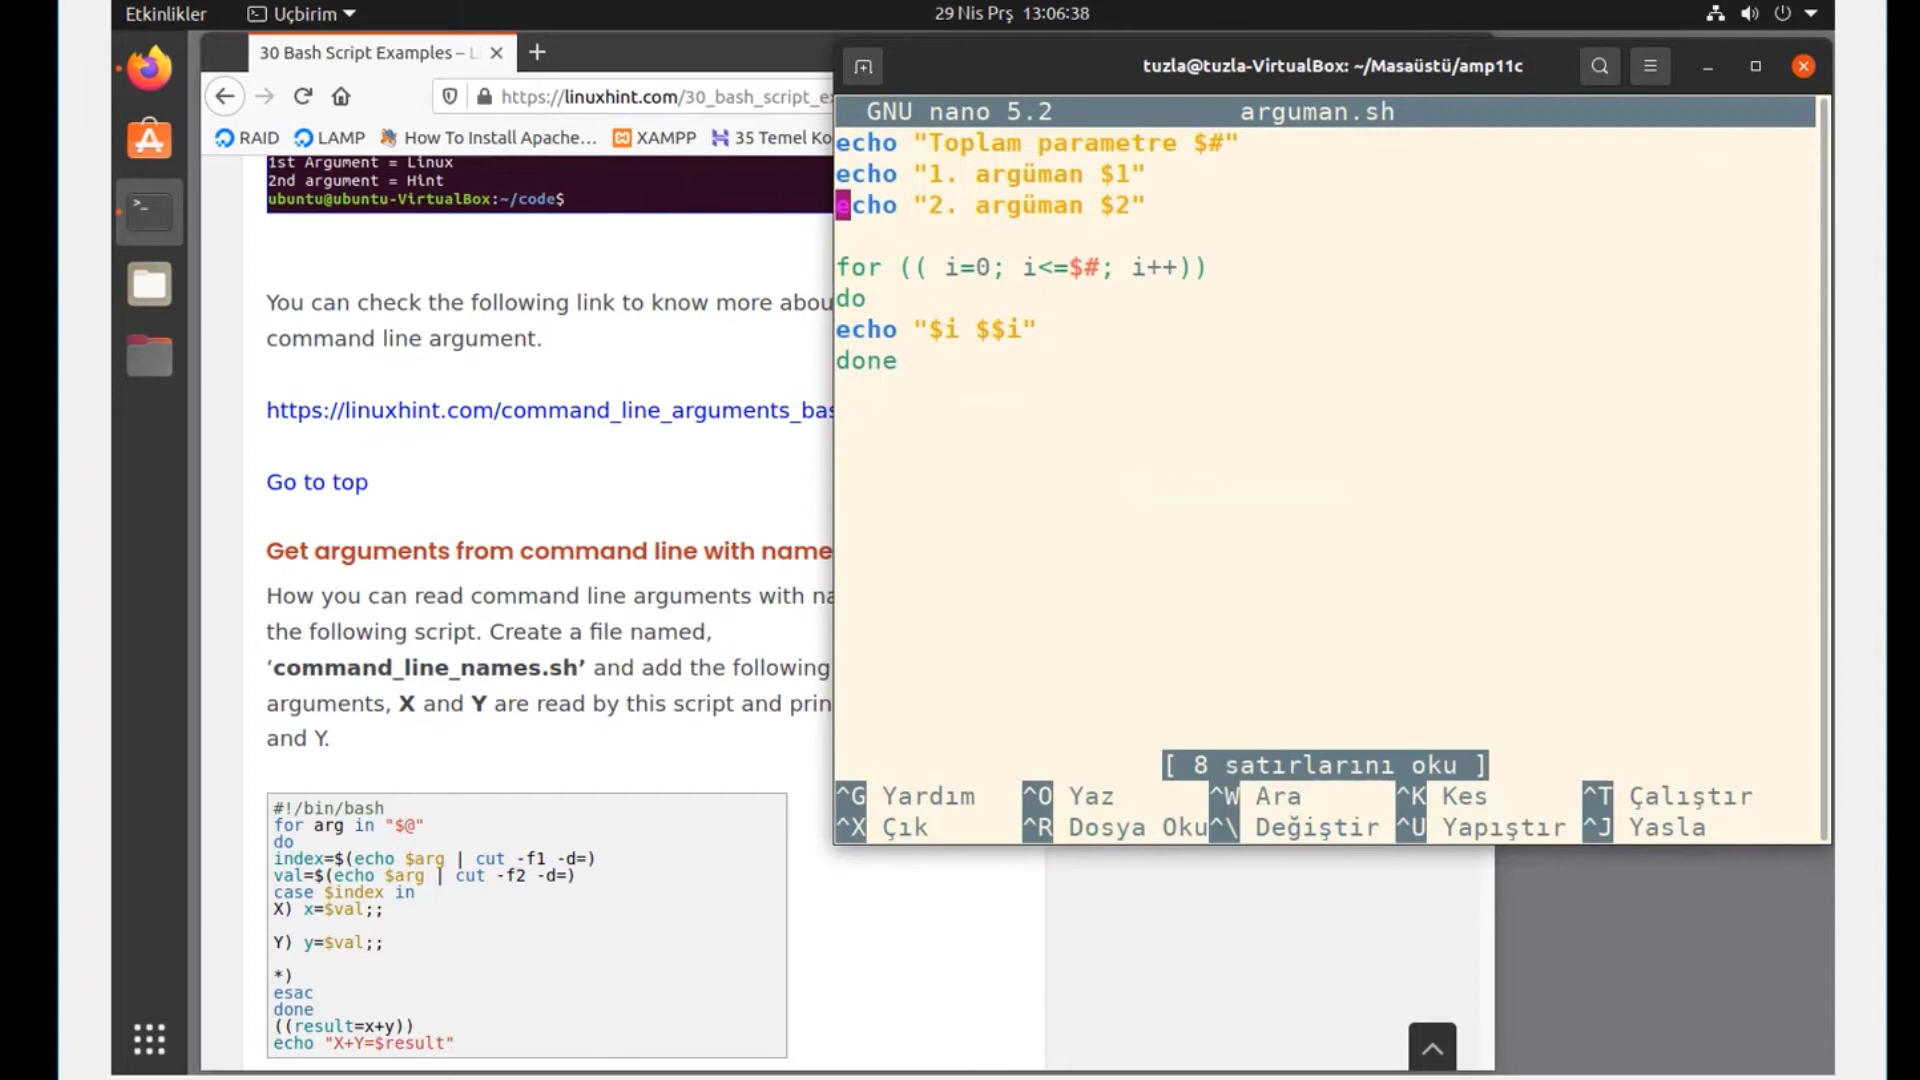 Etkinlikler
Uçbirim
29 Nis Prş 13:06:38
30 Bash Script Examples – Li
https://linuxhint.com/30_bash_script_ex
RAID
LAMP
How To Install Apache…
XAMPP
35 Temel Ko
1st Argument = Linux
2nd argument = Hint
ubuntu@ubuntu-VirtualBox:~/code$
You can check the following link to know more abou
command line argument.
https://linuxhint.com/command_line_arguments_bas
Go to top
Get arguments from command line with name
How you can read command line arguments with na
the following script. Create a file named,
‘command_line_names.sh’ and add the following
arguments, X and Y are read by this script and prin
and Y.
#!/bin/bash
for arg in "$@"
do
index=$(echo $arg | cut -f1 -d=)
val=$(echo $arg | cut -f2 -d=)
case $index in
X) x=$val;;
Y) y=$val;;
*)
esac
done
((result=x+y))
echo "X+Y=$result"
tuzla@tuzla-VirtualBox: ~/Masaüstü/amp11c
GNU nano 5.2 arguman.sh
echo "Toplam parametre $#"
echo "1. argüman $1"
echo "2. argüman $2"
for (( i=0; i<=$#; i++))
do
echo "$i $$i"
done
[ 8 satırlarını oku ]
^G Yardım ^O Yaz ^W Ara ^K Kes ^T Çalıştır
^X Çık ^R Dosya Oku ^\ Değiştir ^U Yapıştır ^J Yasla